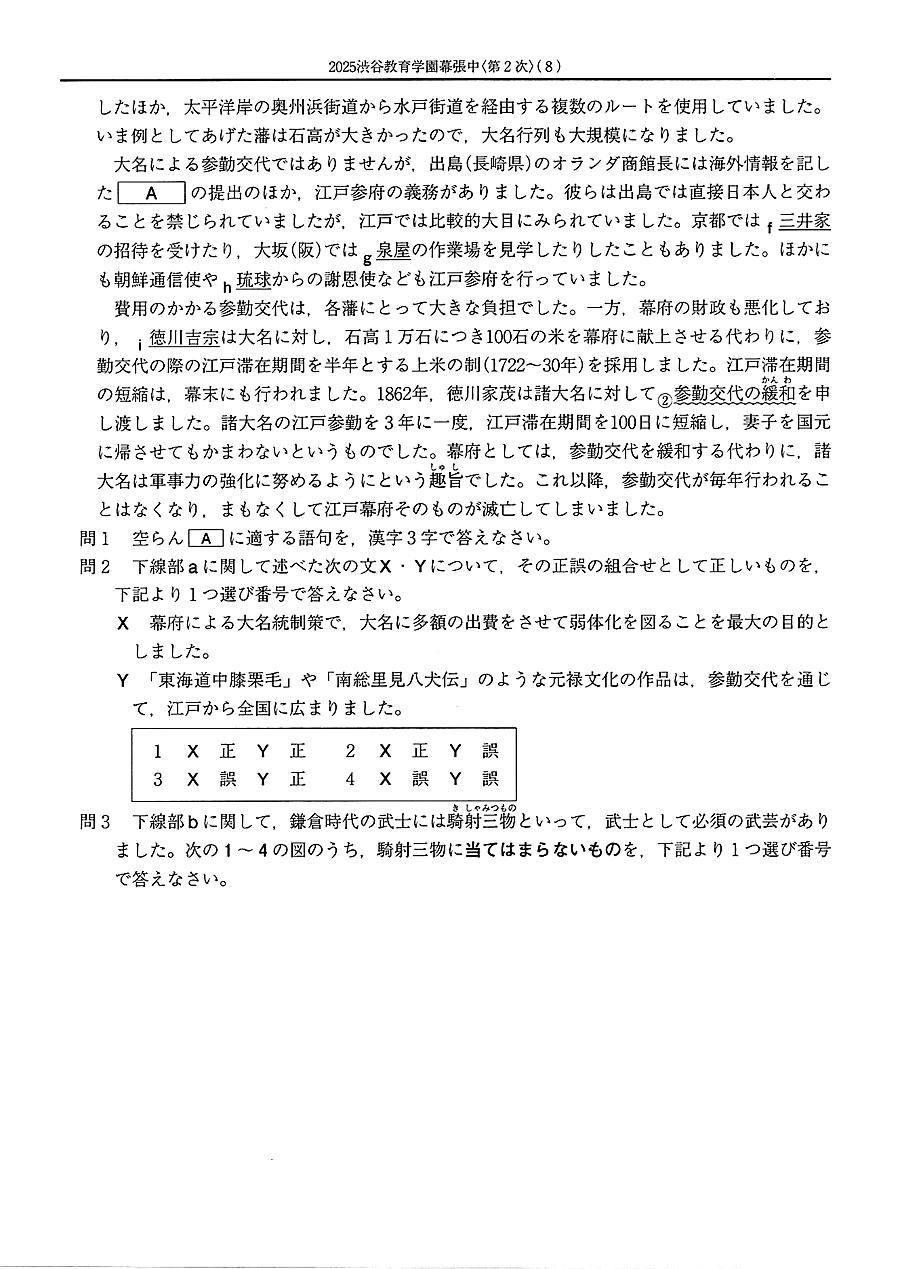 2025渋谷教育学園幕張中〈第2次〉(8)
したほか，太平洋岸の奥州浜街道から水戸街道を経由する複数のルートを使用していました。
いま例としてあげた藩は石高が大きかったので，大名行列も大規模になりました。
大名による参勤交代ではありませんが，出島(長崎県)のオランダ商館長には海外情報を記し
た A の提出のほか，江戸参府の義務がありました。彼らは出島では直接日本人と交わ
ることを禁じられていましたが，江戸では比較的大目にみられていました。京都では f 三井家
の招待を受けたり，大坂(阪)では g 泉屋の作業場を見学したりしたこともありました。ほかに
も朝鮮通信使や h 琉球からの謝恩使なども江戸参府を行っていました。
費用のかかる参勤交代は，各藩にとって大きな負担でした。一方，幕府の財政も悪化してお
り， i 徳川吉宗は大名に対し，石高1万石につき100石の米を幕府に献上させる代わりに，参
勤交代の際の江戸滞在期間を半年とする上米の制(1722～30年)を採用しました。江戸滞在期間
の短縮は，幕末にも行われました。1862年，徳川家茂は諸大名に対して②参勤交代の緩和を申
し渡しました。諸大名の江戸参勤を3年に一度，江戸滞在期間を100日に短縮し，妻子を国元
に帰させてもかまわないというものでした。幕府としては，参勤交代を緩和する代わりに，諸
大名は軍事力の強化に努めるようにという趣旨でした。これ以降，参勤交代が毎年行われるこ
とはなくなり，まもなくして江戸幕府そのものが滅亡してしまいました。
問1 空らん A に適する語句を，漢字3字で答えなさい。
問2 下線部aに関して述べた次の文X・Yについて，その正誤の組合せとして正しいものを，
下記より1つ選び番号で答えなさい。
X 幕府による大名統制策で，大名に多額の出費をさせて弱体化を図ることを最大の目的と
しました。
Y 「東海道中膝栗毛」や「南総里見八犬伝」のような元禄文化の作品は，参勤交代を通じ
て，江戸から全国に広まりました。
1 X 正 Y 正 2 X 正 Y 誤
3 X 誤 Y 正 4 X 誤 Y 誤
問3 下線部bに関して，鎌倉時代の武士には騎射三物といって，武士として必須の武芸があり
ました。次の1～4の図のうち，騎射三物に当てはまらないものを，下記より1つ選び番号
で答えなさい。